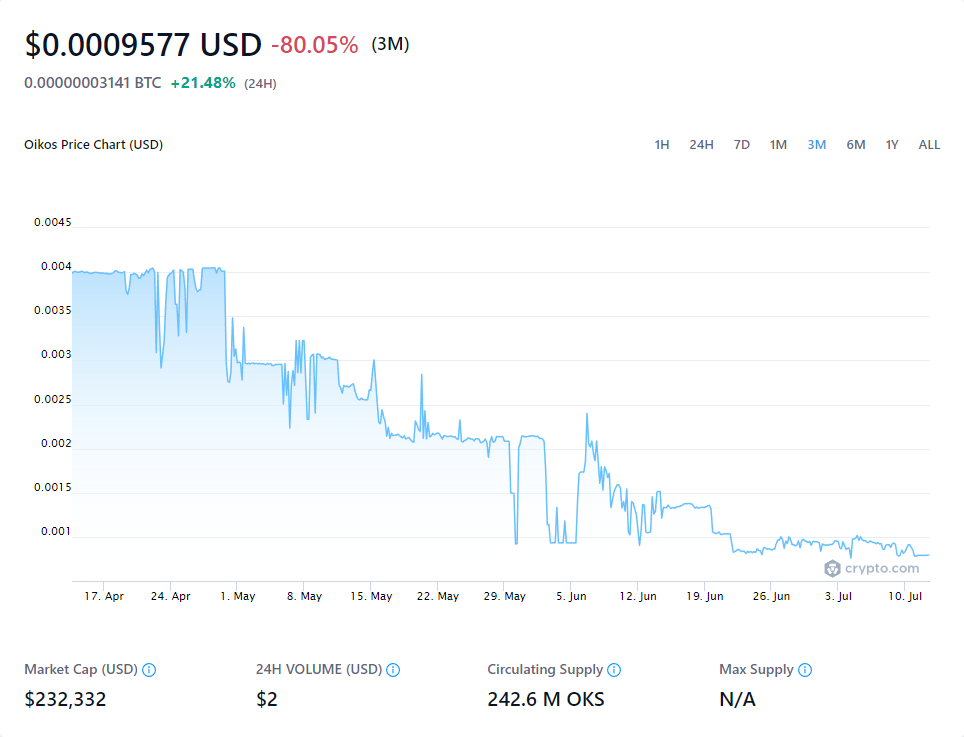 $0.0009577 USD -80.05% (3M)
0.00000003141 BTC +21.48% (24H)
Oikos Price Chart (USD) 1H 24H 7D 1M 3M 6M 1Y ALL
0.0045
0.004
0.0035
0.003
0.0025
0.002
0.0015
0.001
crypto.com
17. Apr 24. Apr 1. May 8. May 15. May 22. May 29. May 5. Jun 12. Jun 19. Jun 26. Jun 3. Jul 10. Jul
Market Cap (USD) 24H VOLUME (USD) Circulating Supply Max Supply
$232,332 $2 242.6 M OKS N/A